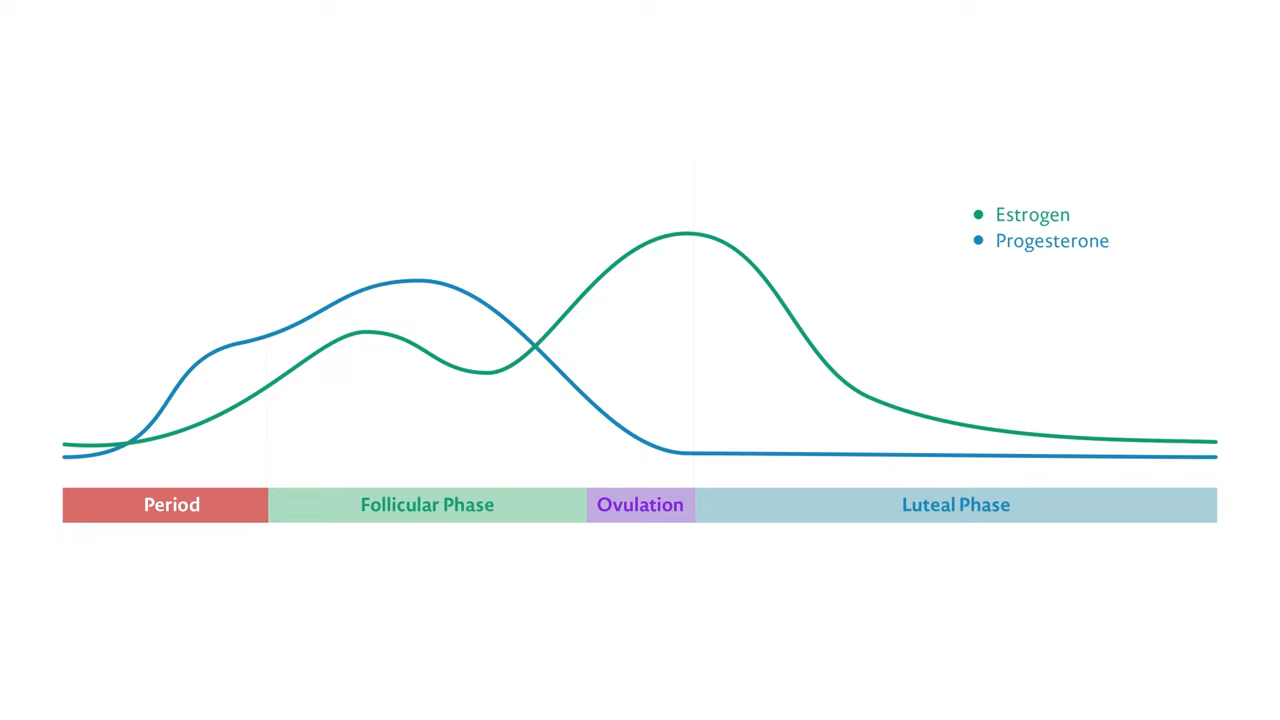 Estrogen
Progesterone
Period
Follicular Phase
Ovulation
Luteal Phase